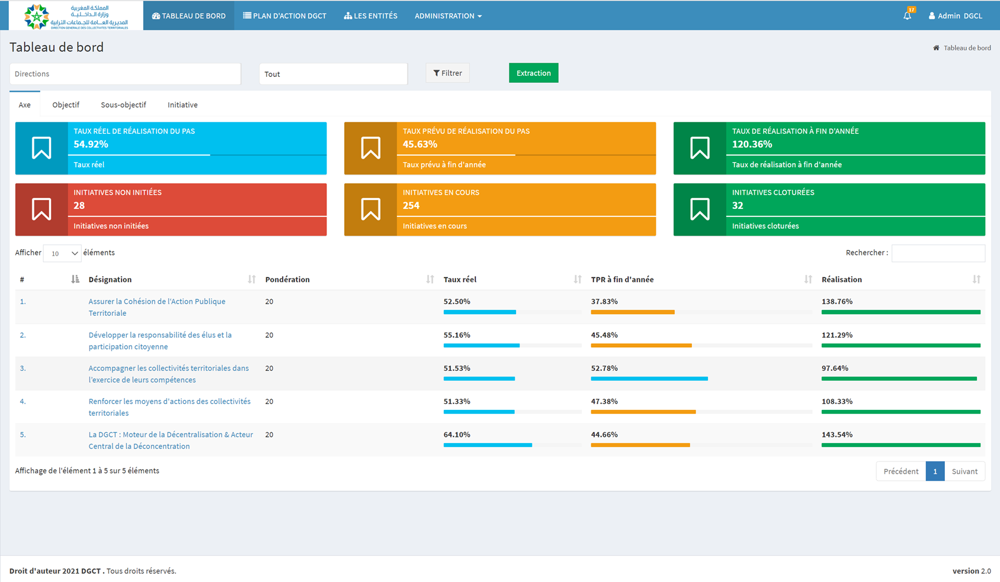 المملكة المغربية
وزارة الداخلية
المديرية العامة للجماعات الترابية
DIRECTION GENERALE DES COLLECTIVITES TERRITORIALES
TABLEAU DE BORD
PLAN D'ACTION DGCT
LES ENTITÉS
ADMINISTRATION
17
Admin DGCL
Tableau de bord
Tableau de bord
Directions
Tout
Filtrer
Extraction
Axe
Objectif
Sous-objectif
Initiative
TAUX RÉEL DE RÉALISATION DU PAS
54.92%
Taux réel
TAUX PRÉVU DE RÉALISATION DU PAS
45.63%
Taux prévu à fin d'année
TAUX DE RÉALISATION À FIN D'ANNÉE
120.36%
Taux de réalisation à fin d'année
INITIATIVES NON INITIÉES
28
Initiatives non initiées
INITIATIVES EN COURS
254
Initiatives en cours
INITIATIVES CLOTURÉES
32
Initiatives cloturées
Afficher 10 éléments
Rechercher :
# Désignation Pondération Taux réel TPR à fin d'année Réalisation
1. Assurer la Cohésion de l'Action Publique 20 52.50% 37.83% 138.76%
Territoriale
2. Développer la responsabilité des élus et la 20 55.16% 45.48% 121.29%
participation citoyenne
3. Accompagner les collectivités territoriales dans 20 51.53% 52.78% 97.64%
l'exercice de leurs compétences
4. Renforcer les moyens d'actions des collectivités 20 51.33% 47.38% 108.33%
territoriales
5. La DGCT : Moteur de la Décentralisation & Acteur 20 64.10% 44.66% 143.54%
Central de la Déconcentration
Affichage de l'élément 1 à 5 sur 5 éléments
Précédent 1 Suivant
Droit d'auteur 2021 DGCT . Tous droits réservés.
version 2.0